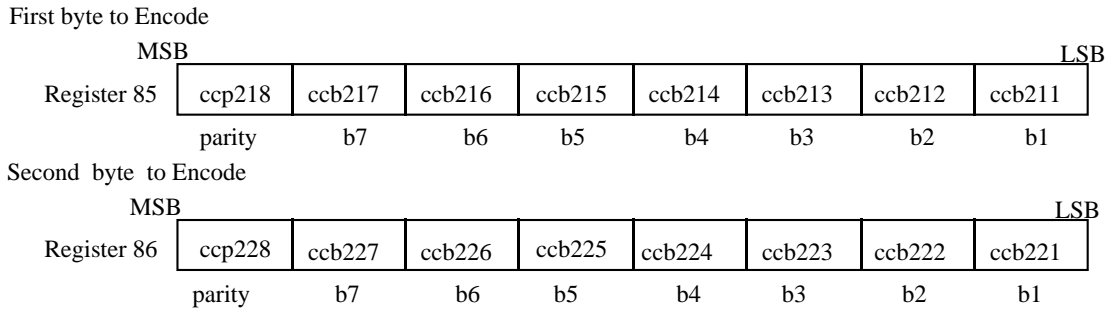 First byte to Encode
MSB LSB
Register 85 ccp218 ccb217 ccb216 ccb215 ccb214 ccb213 ccb212 ccb211
parity b7 b6 b5 b4 b3 b2 b1
Second byte to Encode
MSB LSB
Register 86 ccp228 ccb227 ccb226 ccb225 ccb224 ccb223 ccb222 ccb221
parity b7 b6 b5 b4 b3 b2 b1